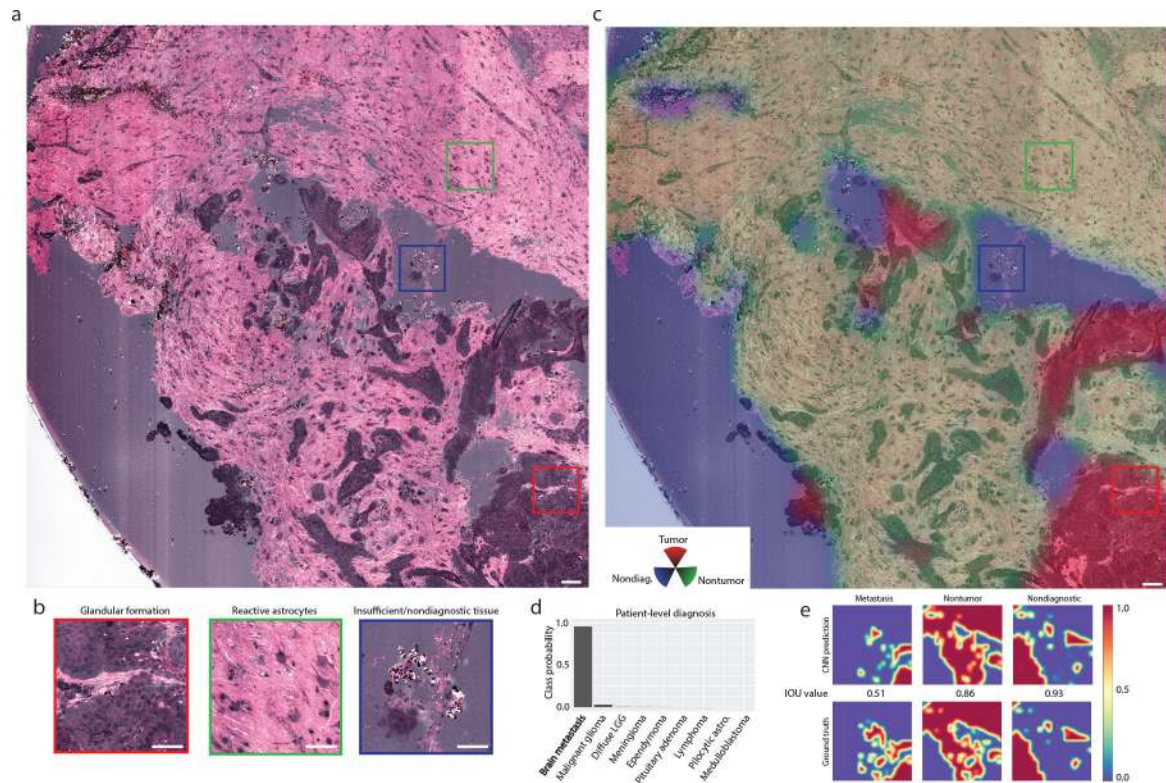 a
c
Tumor
Nondiag.
Nontumor
b
Glandular formation
Reactive astrocytes
Insufficient/nondiagnostic tissue
d
Patient-level diagnosis
Class probability
1.0
0.5
0.0
Brain metastasis
Malignant glioma
Diffuse LGG
Meningioma
Ependymoma
Pituitary adenoma
Lymphoma
Pilocytic astro.
Medulloblastoma
e
Metastasis
Nontumor
Nondiagnostic
CNN prediction
IOU value
0.51
0.86
0.93
Ground truth
1.0
0.5
0.0